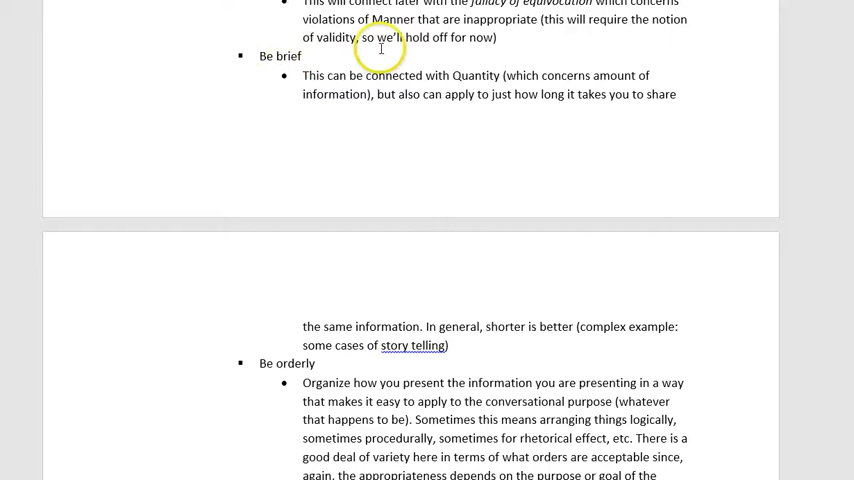 This will connect later with the fallacy of equivocation which concerns
violations of Manner that are inappropriate (this will require the notion
of validity, so we'll hold off for now)
▪ Be brief
• This can be connected with Quantity (which concerns amount of
information), but also can apply to just how long it takes you to share
the same information. In general, shorter is better (complex example:
some cases of story telling)
▪ Be orderly
• Organize how you present the information you are presenting in a way
that makes it easy to apply to the conversational purpose (whatever
that happens to be). Sometimes this means arranging things logically,
sometimes procedurally, sometimes for rhetorical effect, etc. There is a
good deal of variety here in terms of what orders are acceptable since,
again, the appropriateness depends on the purpose or goal of the